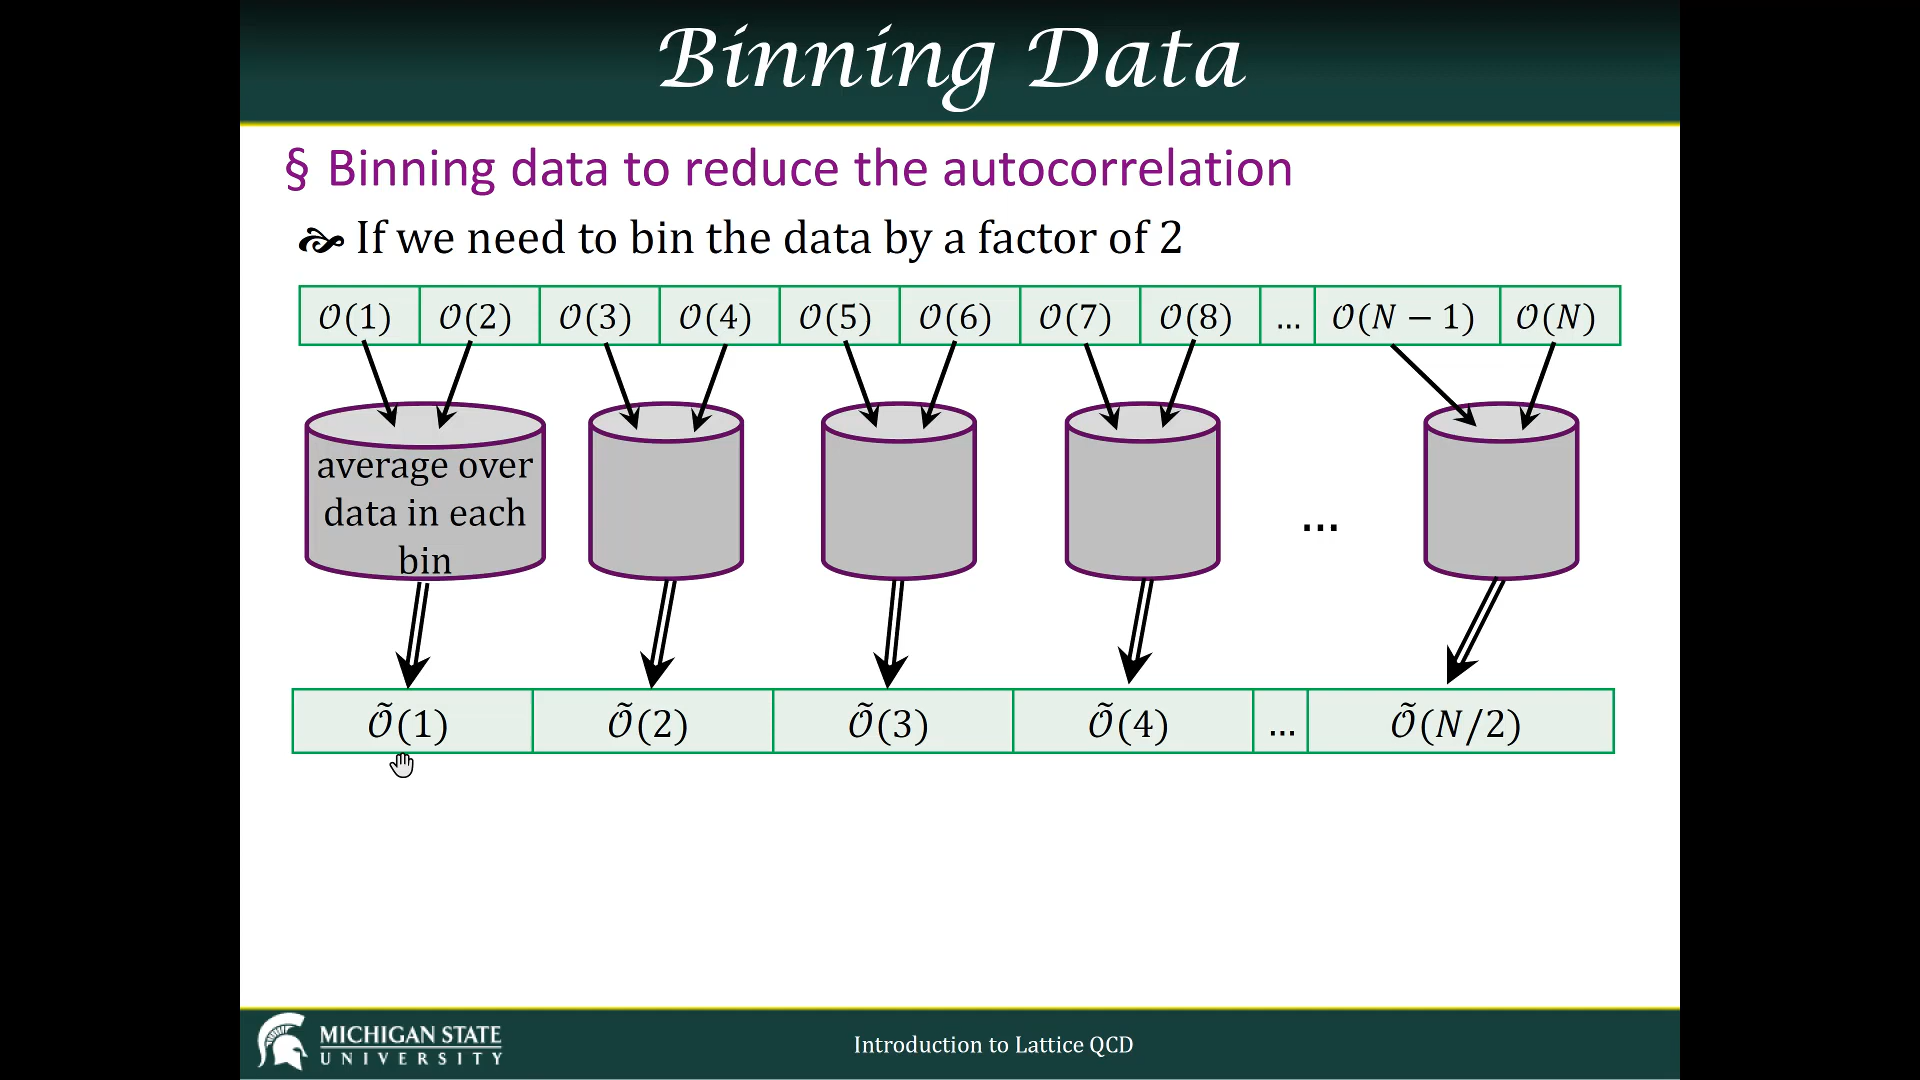 Binning Data
§ Binning data to reduce the autocorrelation
If we need to bin the data by a factor of 2
𝒪(1) 𝒪(2) 𝒪(3) 𝒪(4) 𝒪(5) 𝒪(6) 𝒪(7) 𝒪(8) ... 𝒪(N − 1) 𝒪(N)
average over
data in each
bin
...
𝒪̃(1) 𝒪̃(2) 𝒪̃(3) 𝒪̃(4) ... 𝒪̃(N/2)
MICHIGAN STATE
UNIVERSITY
Introduction to Lattice QCD